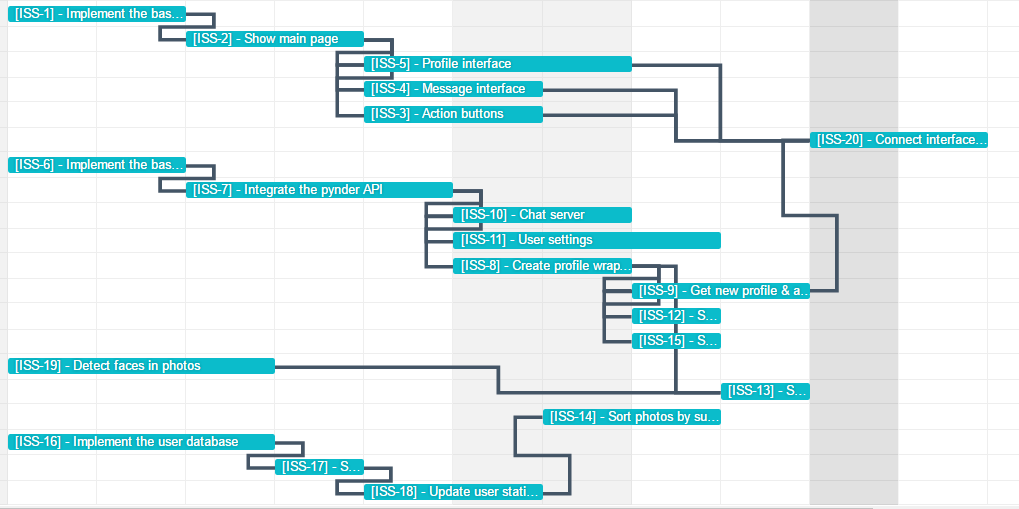 [ISS-1] - Implement the bas...
[ISS-2] - Show main page
[ISS-5] - Profile interface
[ISS-4] - Message interface
[ISS-3] - Action buttons
[ISS-20] - Connect interface...
[ISS-6] - Implement the bas...
[ISS-7] - Integrate the pynder API
[ISS-10] - Chat server
[ISS-11] - User settings
[ISS-8] - Create profile wrap...
[ISS-9] - Get new profile & a...
[ISS-12] - S...
[ISS-15] - S...
[ISS-19] - Detect faces in photos
[ISS-13] - S...
[ISS-14] - Sort photos by su...
[ISS-16] - Implement the user database
[ISS-17] - S...
[ISS-18] - Update user stati...